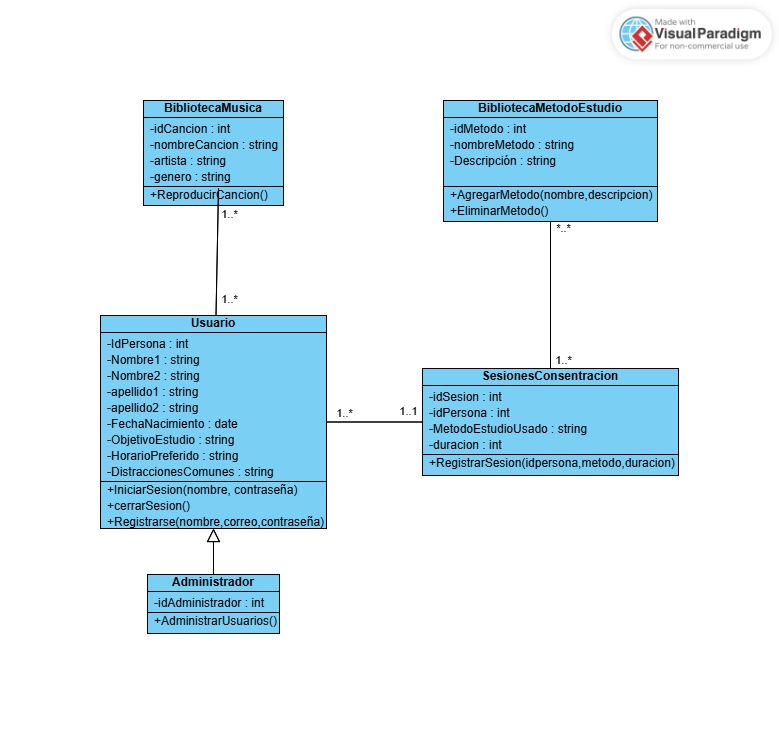 Made with
VisualParadigm
For non-commercial use
BibliotecaMusica
-idCancion : int
-nombreCancion : string
-artista : string
-genero : string
+ReproducirCancion()
1..*
BibliotecaMetodoEstudio
-idMetodo : int
-nombreMetodo : string
-Descripción : string
+AgregarMetodo(nombre,descripcion)
+EliminarMetodo()
*..*
1..*
Usuario
-IdPersona : int
-Nombre1 : string
-Nombre2 : string
-apellido1 : string
-apellido2 : string
-FechaNacimiento : date
-ObjetivoEstudio : string
-HorarioPreferido : string
-DistraccionesComunes : string
+IniciarSesion(nombre, contraseña)
+cerrarSesion()
+Registrarse(nombre,correo,contraseña)
1..*
1..1
1..*
SesionesConsentracion
-idSesion : int
-idPersona : int
-MetodoEstudioUsado : string
-duracion : int
+RegistrarSesion(idpersona,metodo,duracion)
Administrador
-idAdministrador : int
+AdministrarUsuarios()